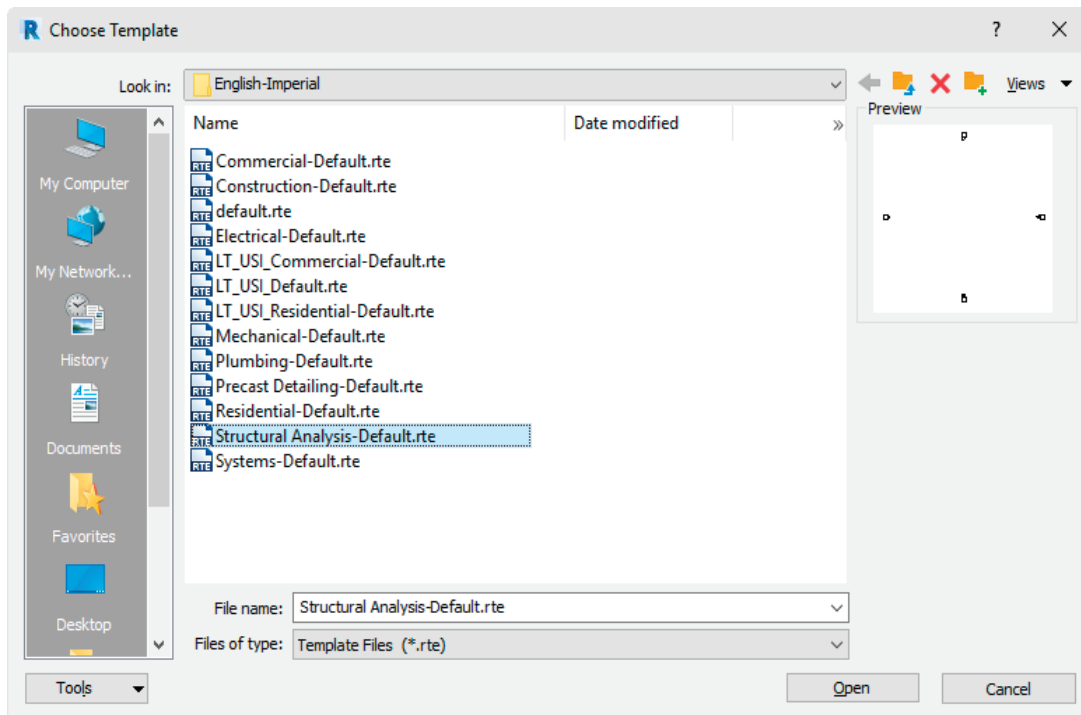 Choose Template
?
Look in:
English-Imperial
Views
Preview
Name
Date modified
»
Commercial-Default.rte
Construction-Default.rte
default.rte
Electrical-Default.rte
LT_USI_Commercial-Default.rte
LT_USI_Default.rte
LT_USI_Residential-Default.rte
Mechanical-Default.rte
Plumbing-Default.rte
Precast Detailing-Default.rte
Residential-Default.rte
Structural Analysis-Default.rte
Systems-Default.rte
My Computer
My Network...
History
Documents
Favorites
Desktop
File name:
Structural Analysis-Default.rte
Files of type:
Template Files (*.rte)
Tools
Open
Cancel